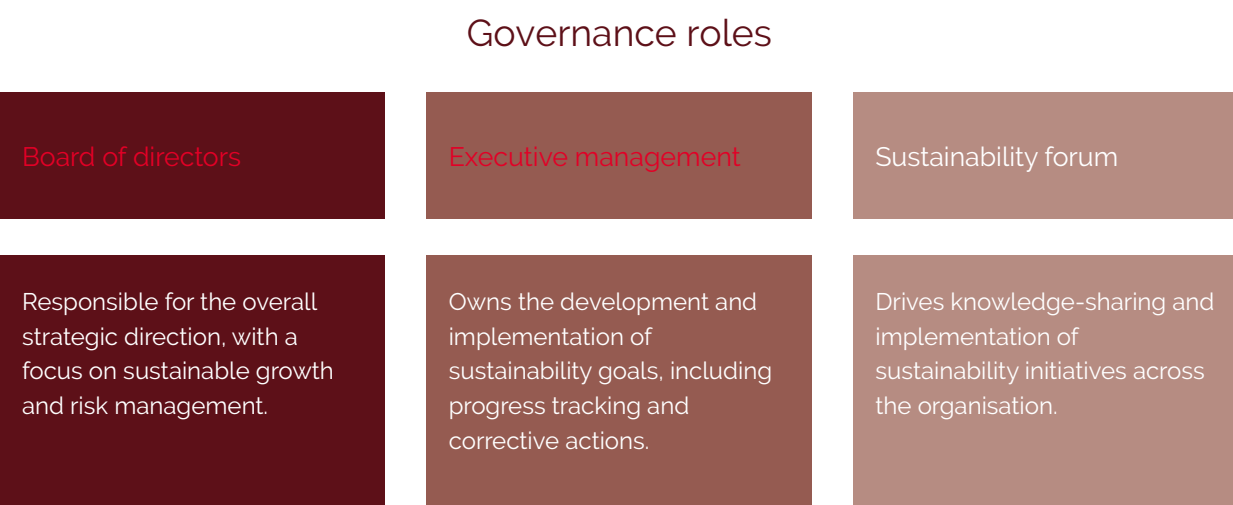 Governance roles
Board of directors
Executive management
Sustainability forum
Responsible for the overall
strategic direction, with a
focus on sustainable growth
and risk management.
Owns the development and
implementation of
sustainability goals, including
progress tracking and
corrective actions.
Drives knowledge-sharing and
implementation of
sustainability initiatives across
the organisation.